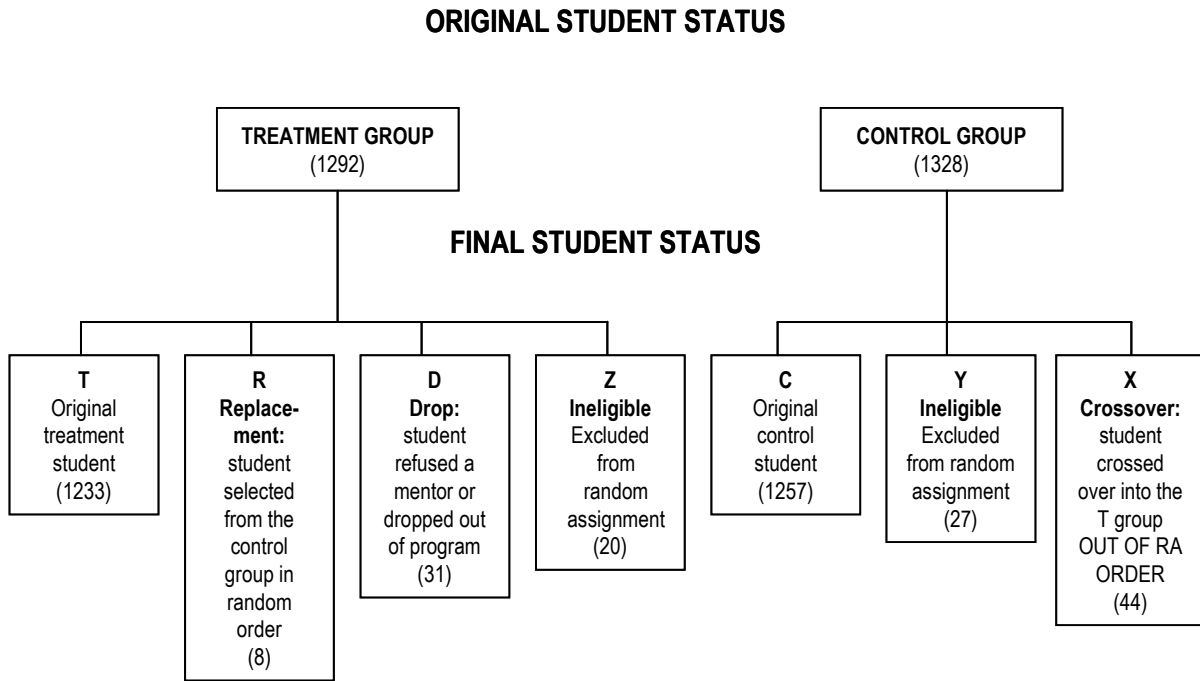 ORIGINAL STUDENT STATUS
TREATMENT GROUP
(1292)
CONTROL GROUP
(1328)
FINAL STUDENT STATUS
T
Original
treatment
student
(1233)
R
Replace-
ment:
student
selected
from the
control
group in
random
order
(8)
D
Drop:
student
refused a
mentor or
dropped out
of program
(31)
Z
Ineligible
Excluded
from
random
assignment
(20)
C
Original
control
student
(1257)
Y
Ineligible
Excluded
from random
assignment
(27)
X
Crossover:
student
crossed
over into the
T group
OUT OF RA
ORDER
(44)